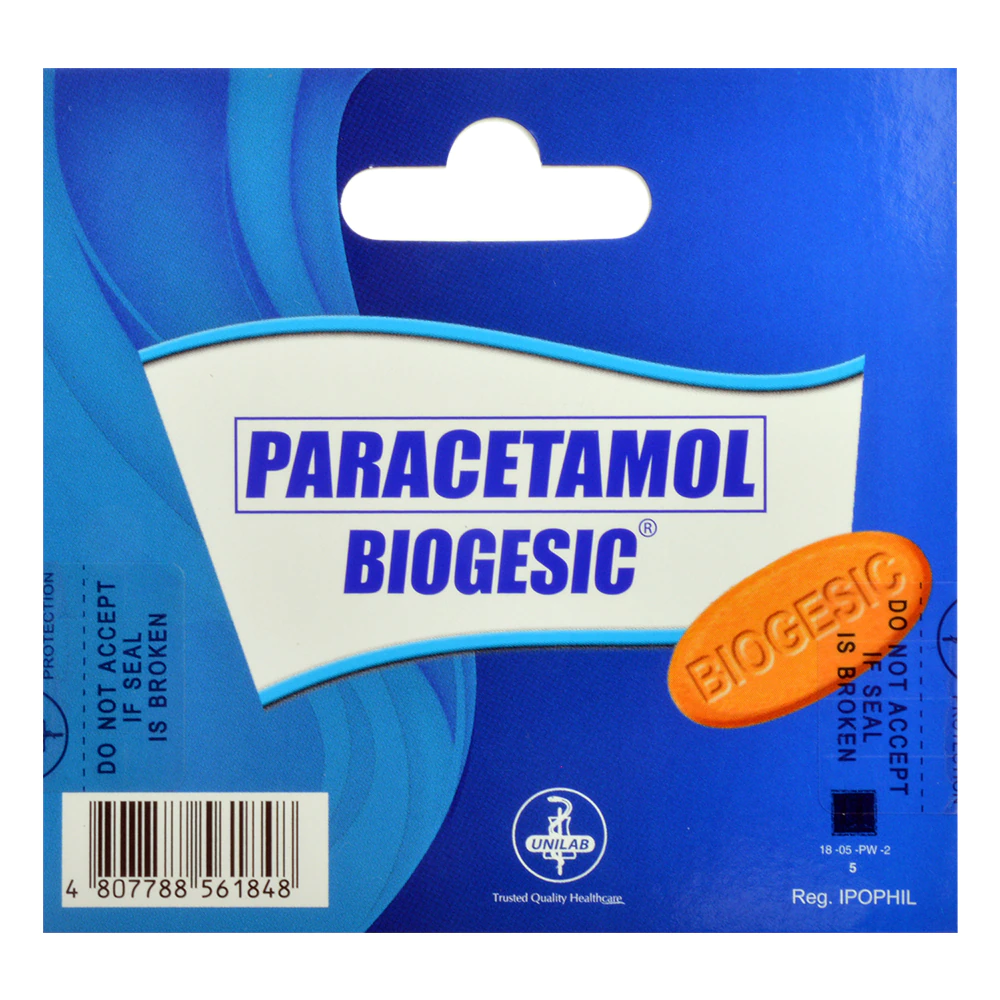 PARACETAMOL
BIOGESIC®
BIOGESIC
PROTECTION
DO NOT ACCEPT
IF SEAL
IS BROKEN
DO NOT ACCEPT
IF SEAL
IS BROKEN
4 807788 561848
UNILAB
Trusted Quality Healthcare
18 -05 -PW -2
5
Reg. IPOPHIL